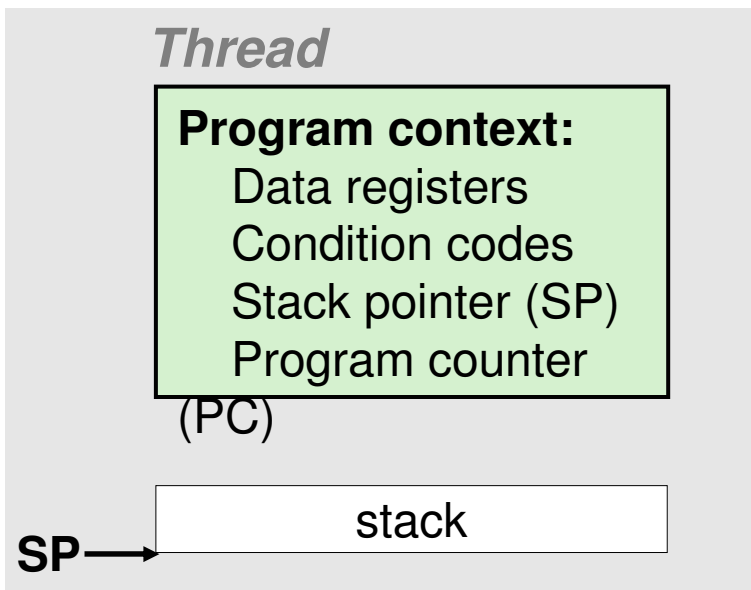 Thread
Program context:
Data registers
Condition codes
Stack pointer (SP)
Program counter
(PC)
stack
SP